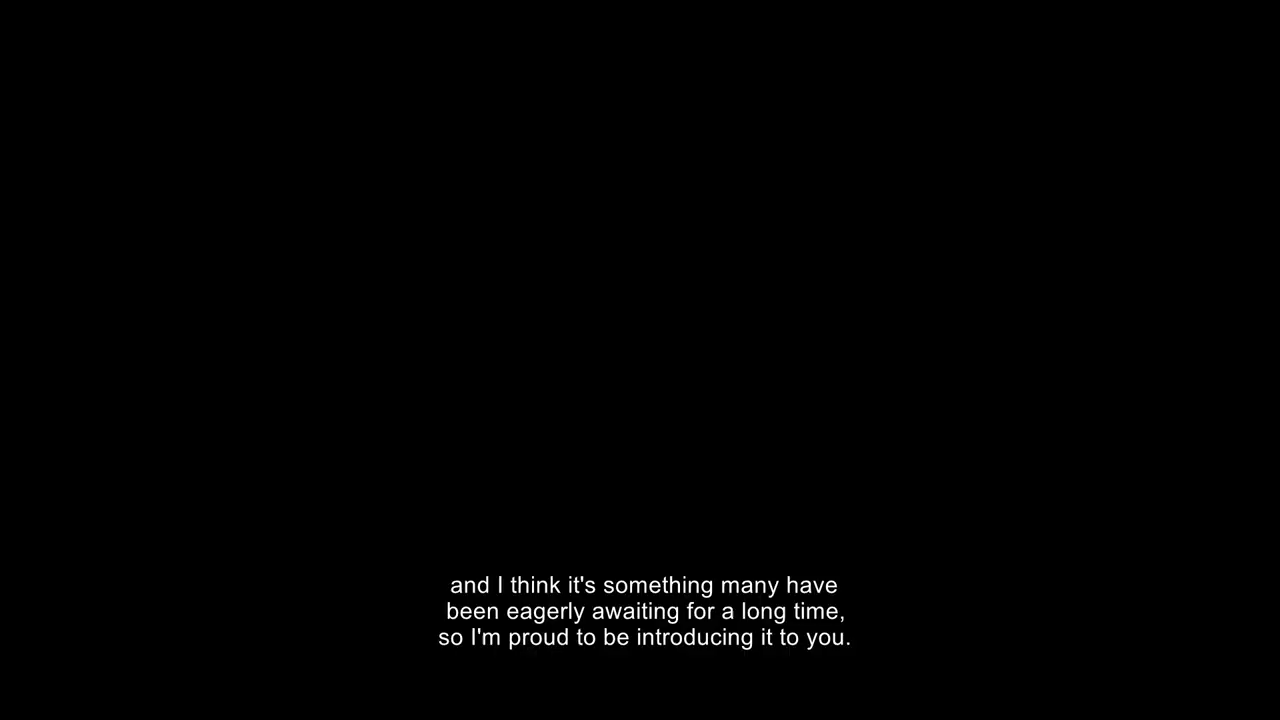 and I think it's something many have
been eagerly awaiting for a long time,
so I'm proud to be introducing it to you.